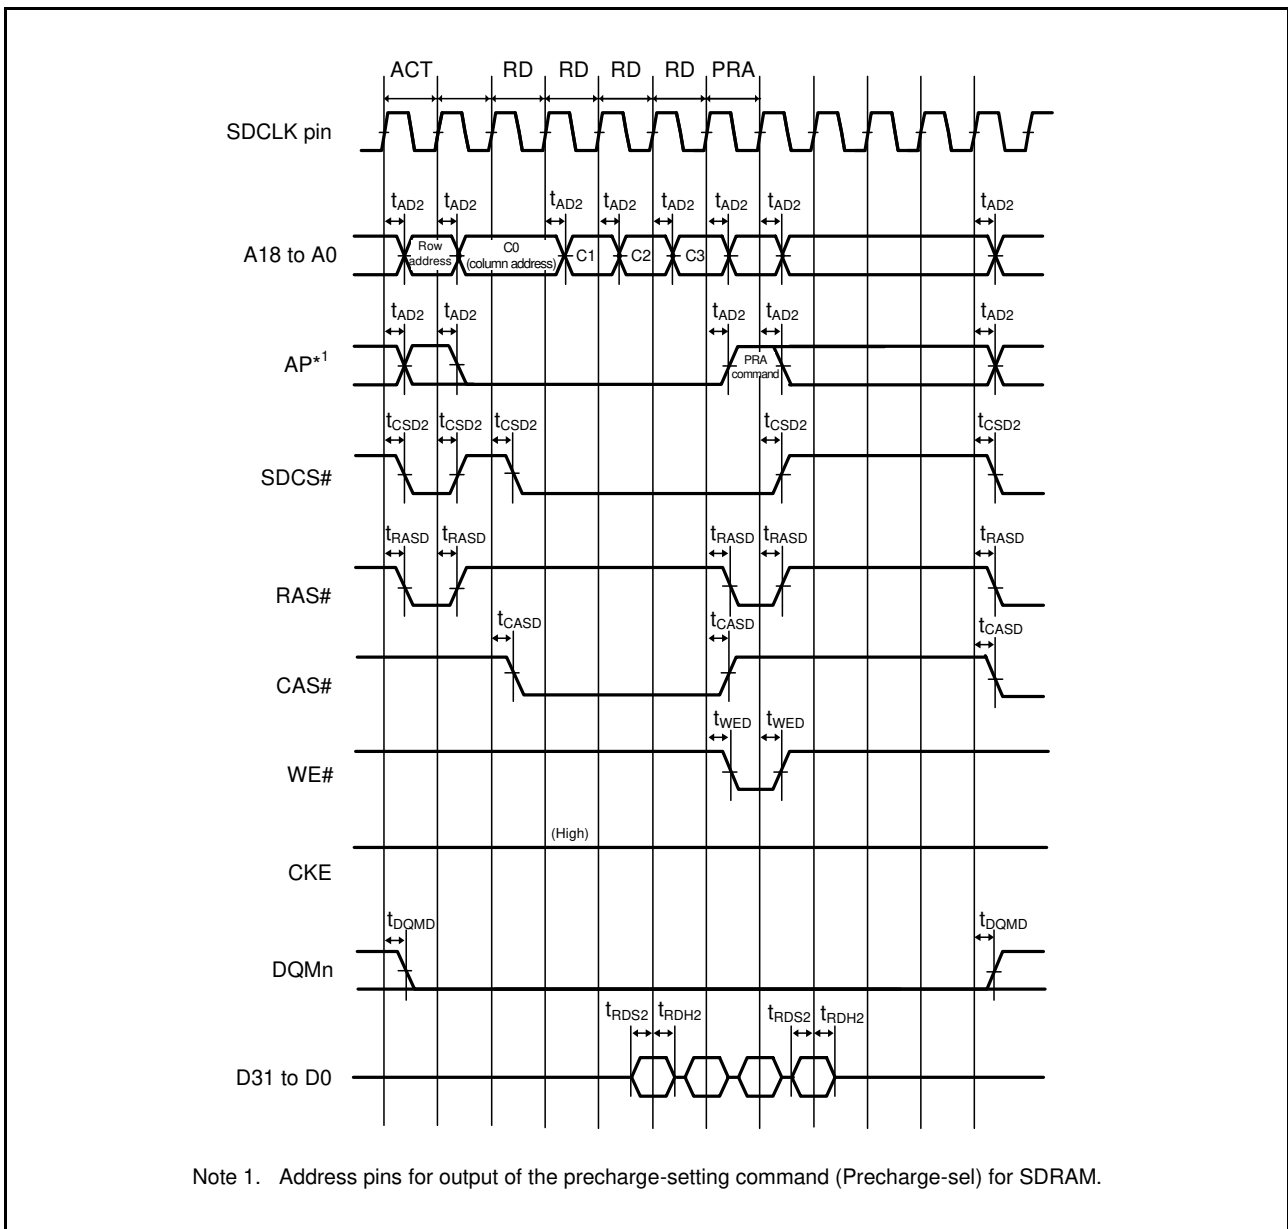 ACT RD RD RD RD PRA
SDCLK pin
tAD2 tAD2 tAD2 tAD2 tAD2 tAD2 tAD2 tAD2
A18 to A0
Row address
C0 (column address)
C1
C2
C3
tAD2 tAD2 tAD2 tAD2 tAD2
AP*1
PRA command
tCSD2 tCSD2 tCSD2 tCSD2 tCSD2
SDCS#
tRASD tRASD tRASD tRASD tRASD
RAS#
tCASD tCASD tCASD
CAS#
tWED tWED
WE#
(High)
CKE
tDQMD tDQMD
DQMn
tRDS2 tRDH2 tRDS2 tRDH2
D31 to D0
Note 1. Address pins for output of the precharge-setting command (Precharge-sel) for SDRAM.